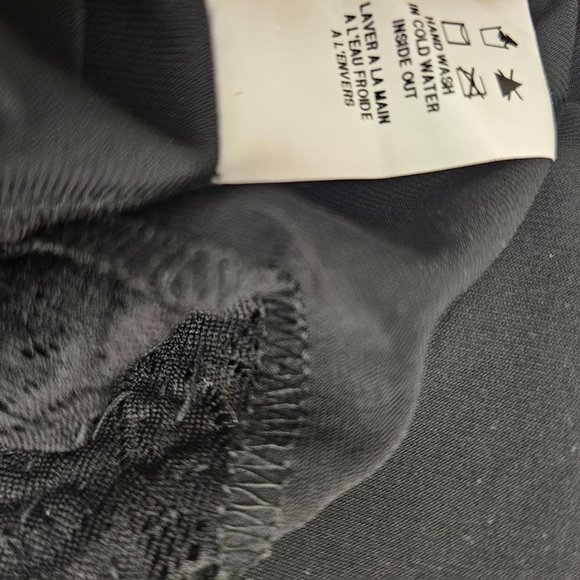 HAND WASH
IN COLD WATER
INSIDE OUT
LAVER A LA MAIN
A L'EAU FROIDE
A L'ENVERS